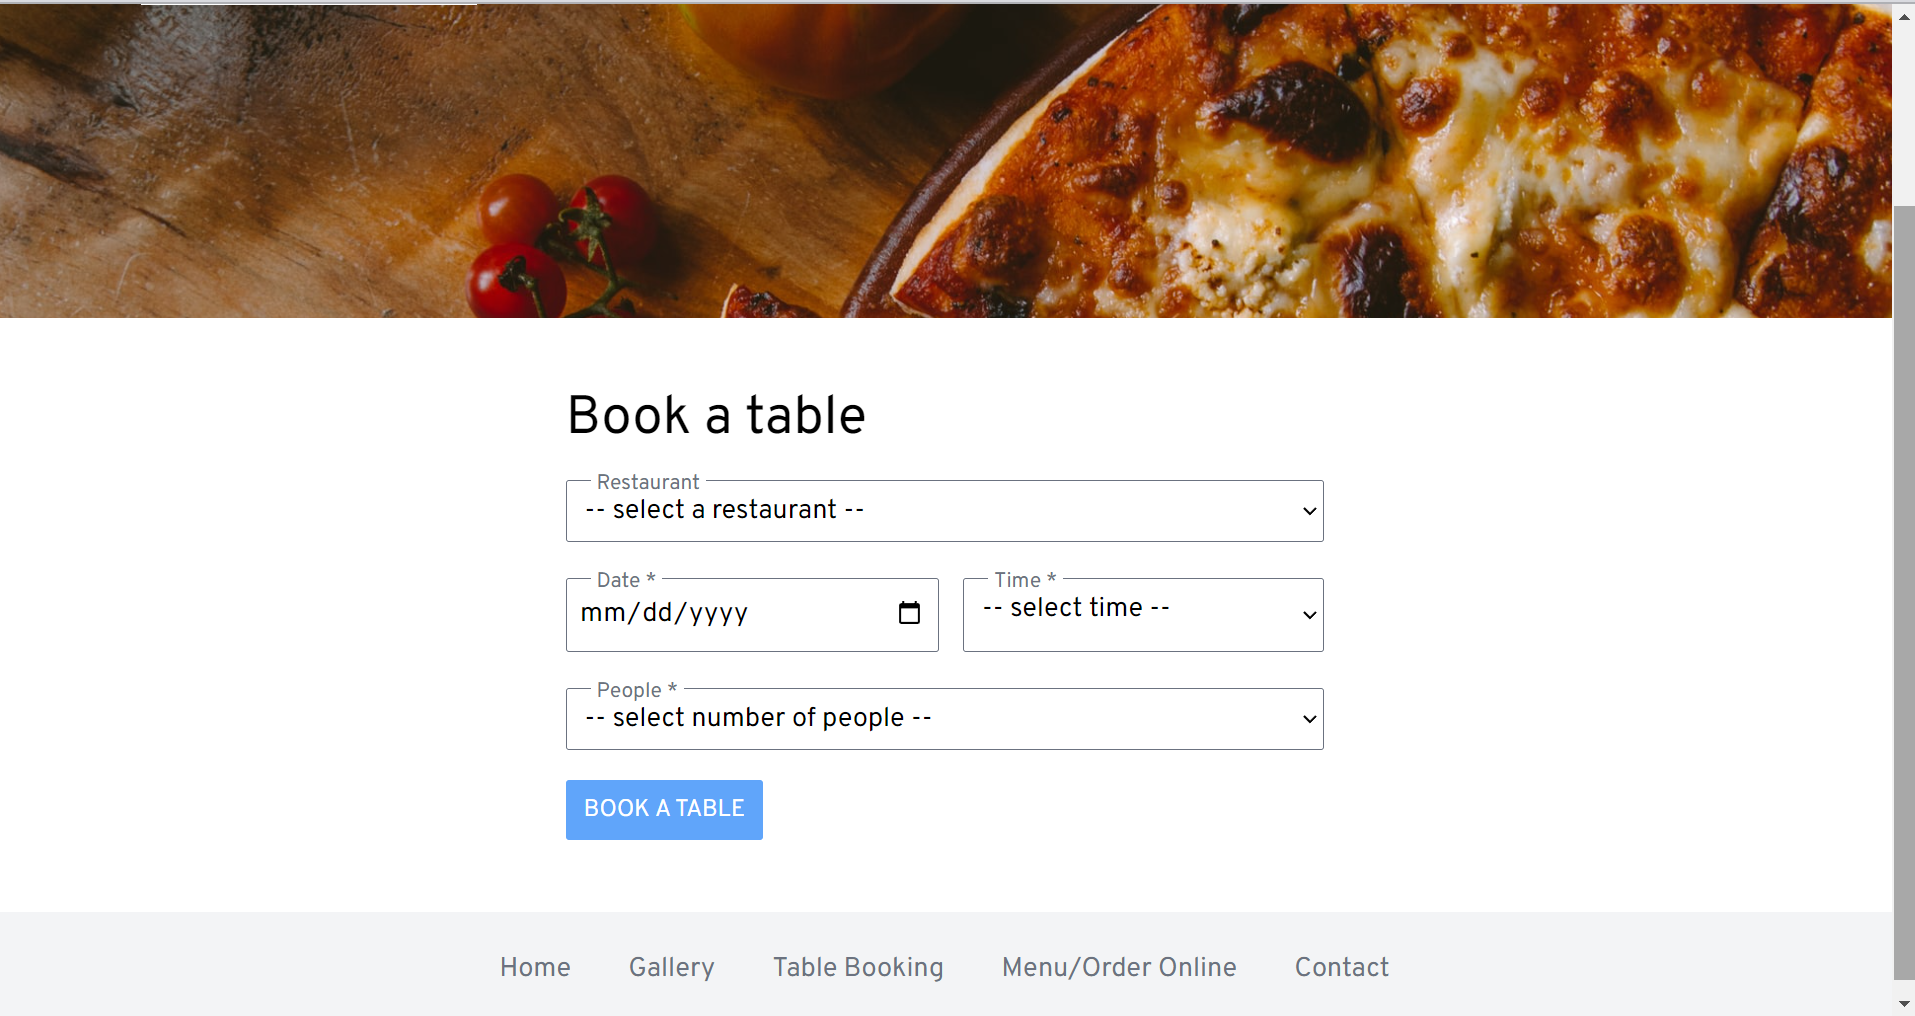 Book a table
Restaurant
-- select a restaurant --
Date *
mm/dd/yyyy
Time *
-- select time --
People *
-- select number of people --
BOOK A TABLE
Home Gallery Table Booking Menu/Order Online Contact